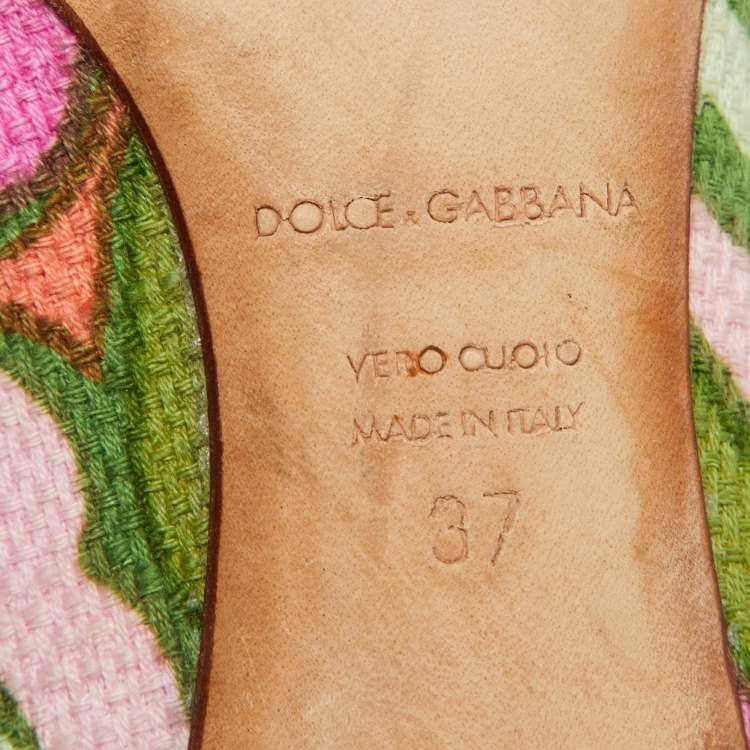 DOLCE & GABBANA
VERO CUOIO
MADE IN ITALY
37